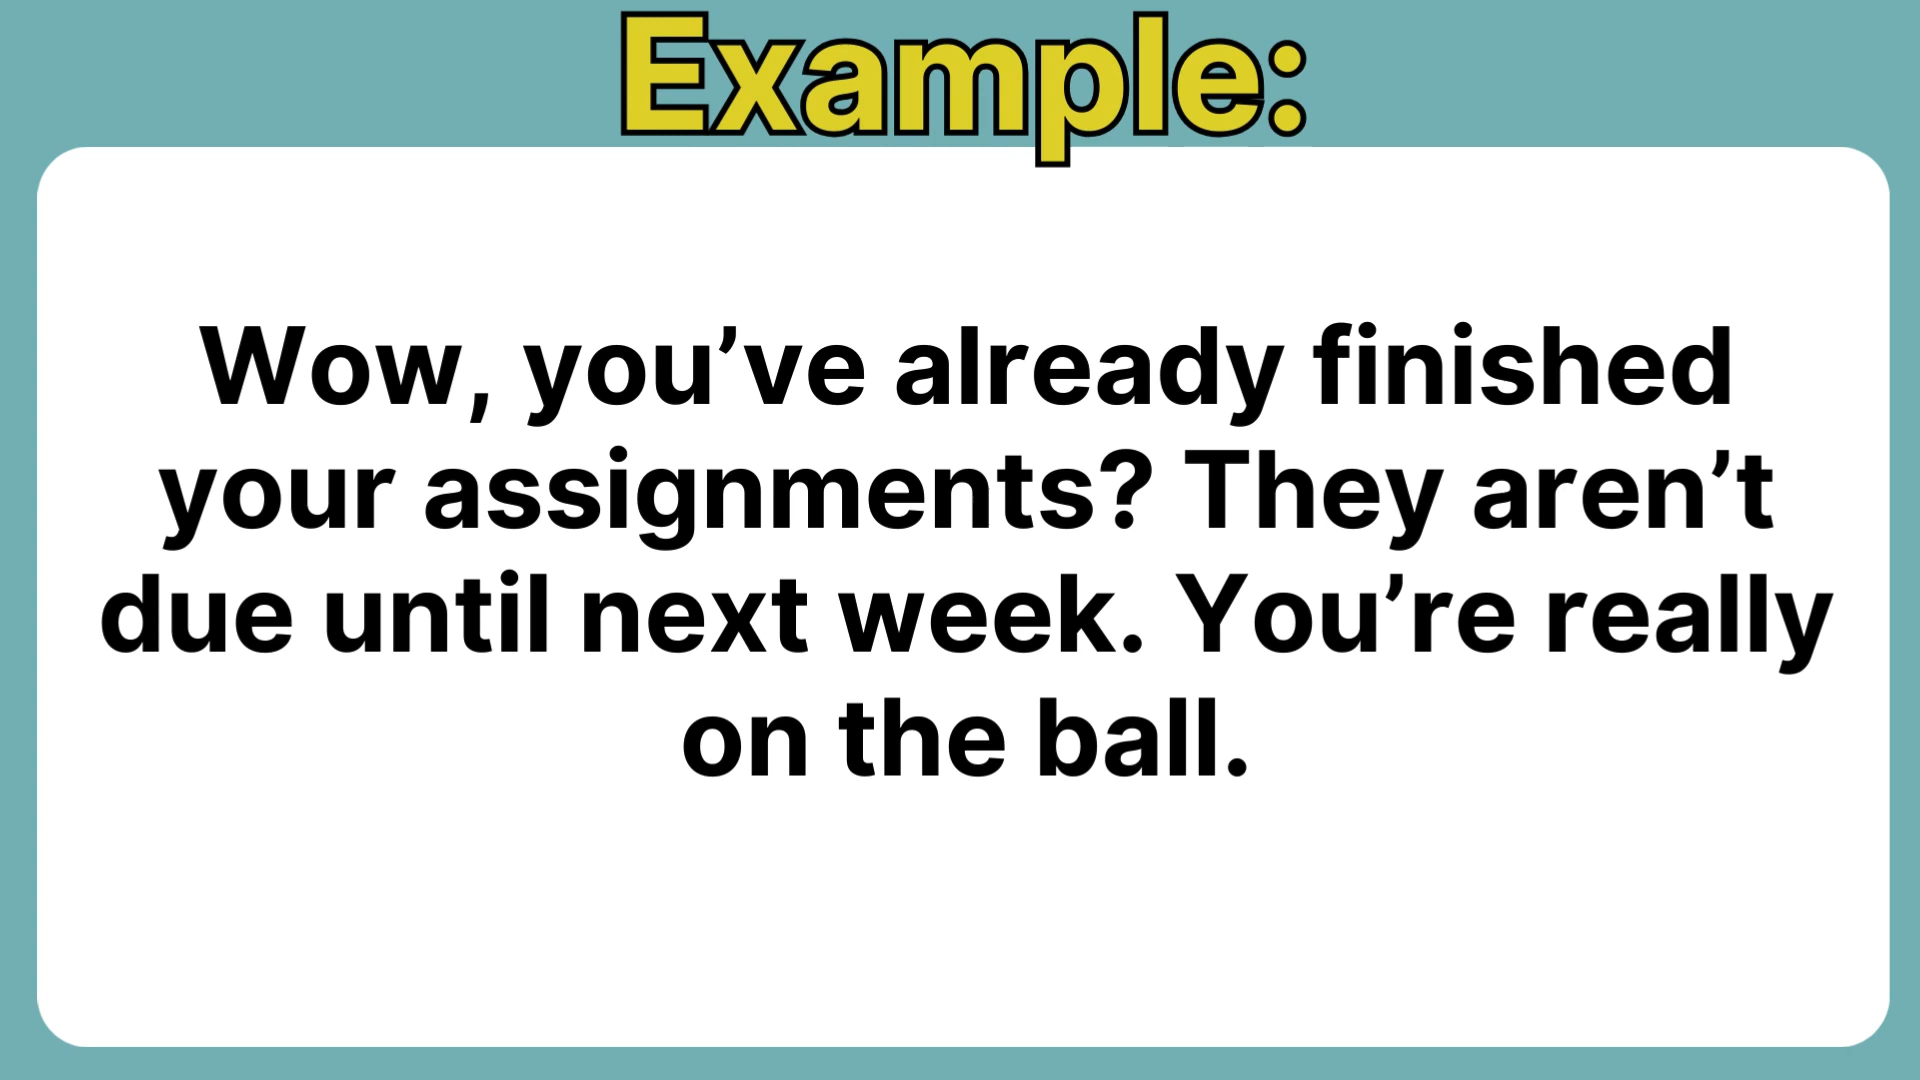 Example:
Wow, you’ve already finished
your assignments? They aren’t
due until next week. You’re really
on the ball.